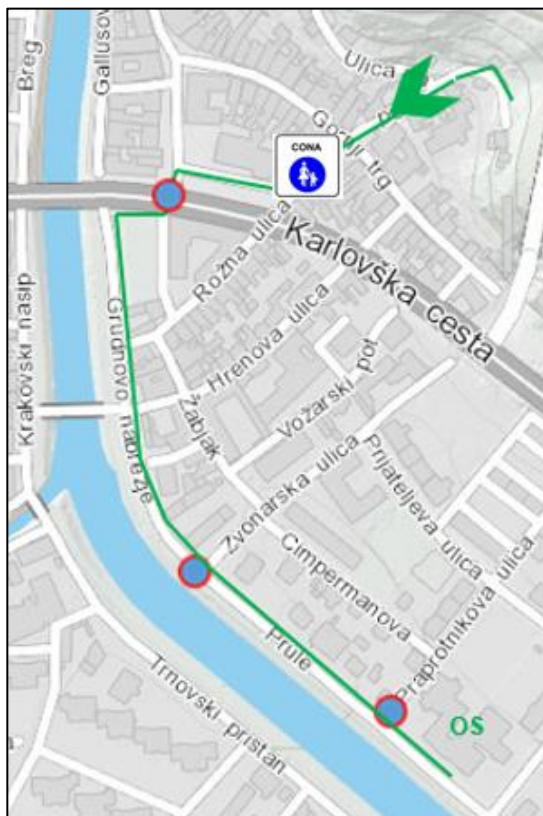 Breg
Gallusov
Ulica
CONA
Gornji trg
Rožna ulica
Karlovška cesta
Krakovski nasip
Grudnovo nabrežje
Hrenova ulica
Žabjak
Vožarski pot
Zvonarska ulica
Prijateljeva ulica
Cimpermanova
Praprotnikova ulica
Prule
Trnovski pristan
OS